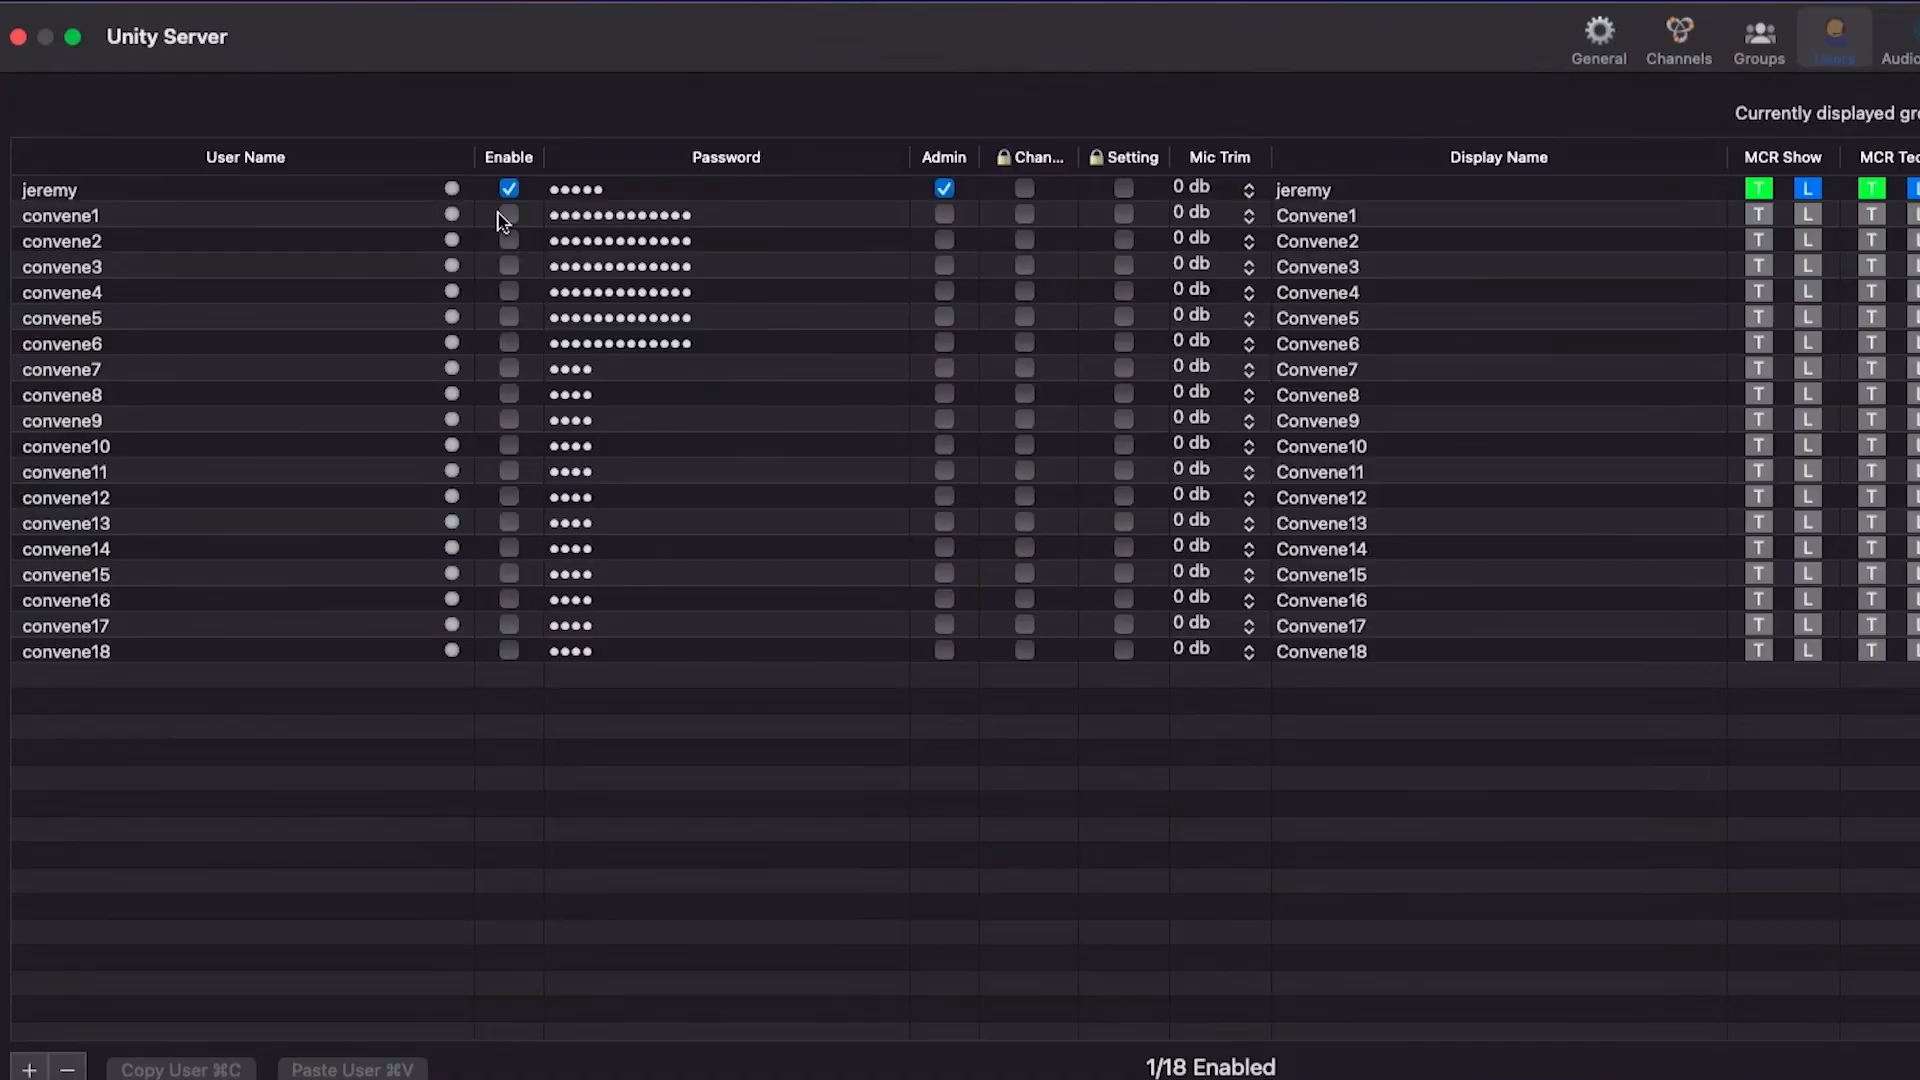 Unity Server
General Channels Groups Users Audio
Currently displayed gr
User Name Enable Password Admin Chan... Setting Mic Trim Display Name MCR Show MCR Tec
jeremy 0 db jeremy T L T L
convene1 0 db Convene1 T L T L
convene2 0 db Convene2 T L T L
convene3 0 db Convene3 T L T L
convene4 0 db Convene4 T L T L
convene5 0 db Convene5 T L T L
convene6 0 db Convene6 T L T L
convene7 0 db Convene7 T L T L
convene8 0 db Convene8 T L T L
convene9 0 db Convene9 T L T L
convene10 0 db Convene10 T L T L
convene11 0 db Convene11 T L T L
convene12 0 db Convene12 T L T L
convene13 0 db Convene13 T L T L
convene14 0 db Convene14 T L T L
convene15 0 db Convene15 T L T L
convene16 0 db Convene16 T L T L
convene17 0 db Convene17 T L T L
convene18 0 db Convene18 T L T L
+ − Copy User ⌘C Paste User ⌘V 1/18 Enabled